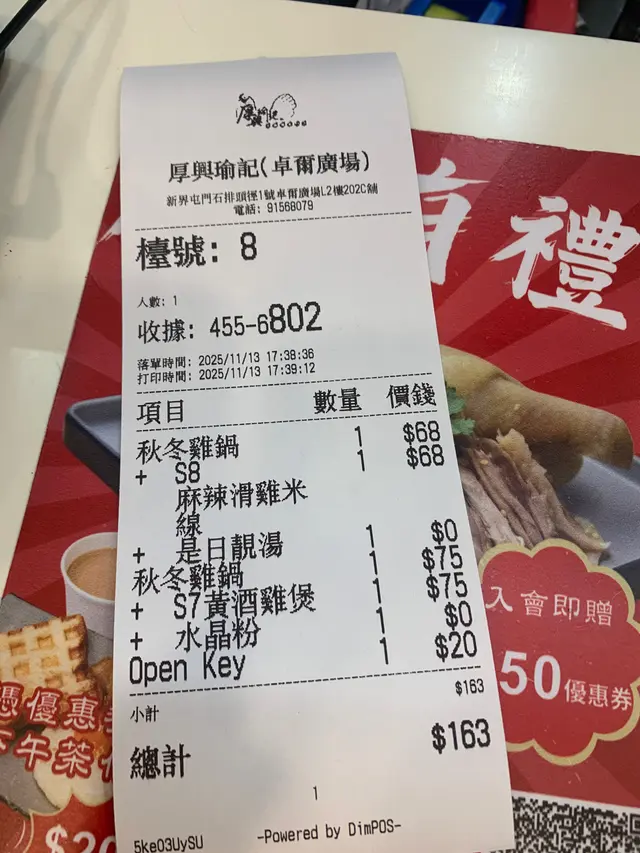 厚興瑜記(卓爾廣場)
新界屯門石排頭徑1號卓爾廣場L2樓202C舖
電話: 91568079
檯號: 8
人數: 1
收據: 455-6802
落單時間: 2025/11/13 17:38:36
打印時間: 2025/11/13 17:39:12
項目 數量 價錢
秋冬雞鍋 1 $68
+ S8 1 $68
麻辣滑雞米
線
+ 是日靚湯 1 $0
秋冬雞鍋 1 $75
+ S7黃酒雞煲 1 $75
+ 水晶粉 1 $0
Open Key 1 $20
小計 $163
總計 $163
1
5ke03UySU -Powered by DimPOS-
禮
入會即贈
50優惠券
憑優惠
下午茶